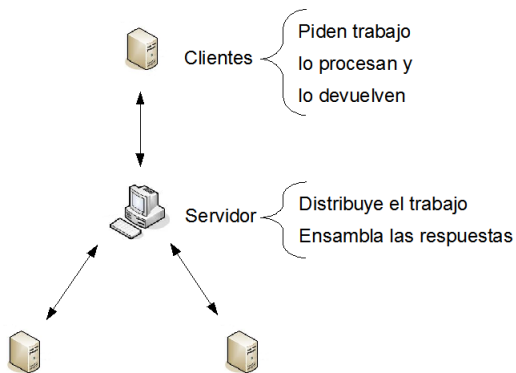 Clientes
Piden trabajo
lo procesan y
lo devuelven
Servidor
Distribuye el trabajo
Ensambla las respuestas